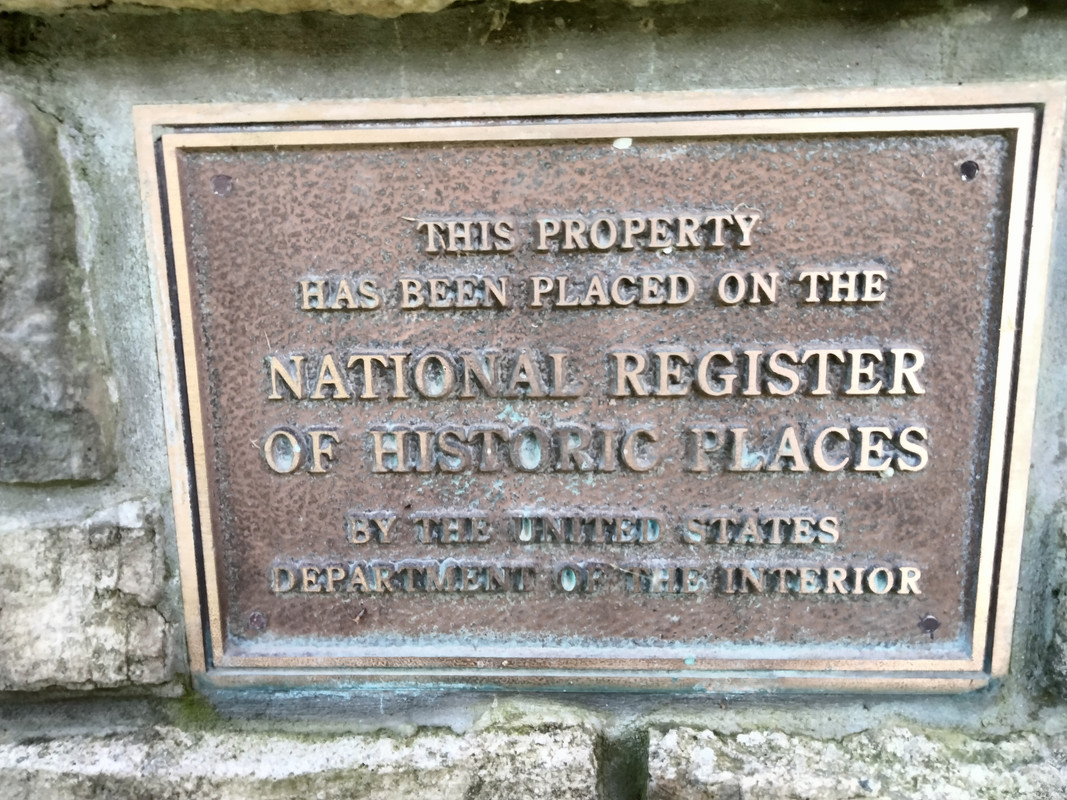 THIS PROPERTY
HAS BEEN PLACED ON THE
NATIONAL REGISTER
OF HISTORIC PLACES
BY THE UNITED STATES
DEPARTMENT OF THE INTERIOR